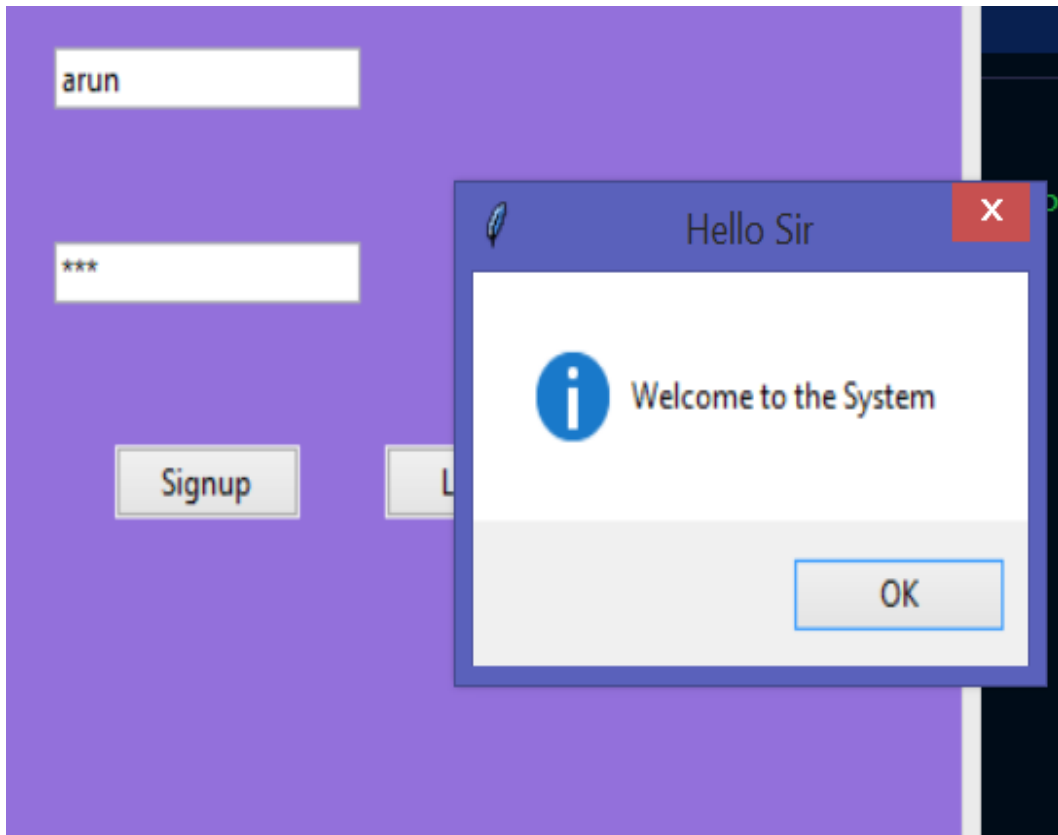 arun
Hello Sir
X
***
Welcome to the System
Signup
L
OK